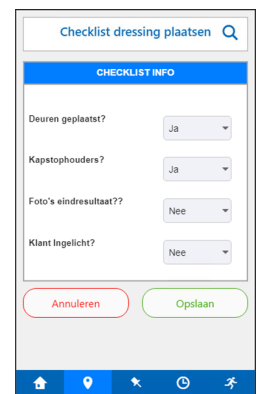 Checklist dressing plaatsen
CHECKLIST INFO
Deuren geplaatst?
Ja
Kapstophouders?
Ja
Foto's eindresultaat??
Nee
Klant Ingelicht?
Nee
Annuleren
Opslaan